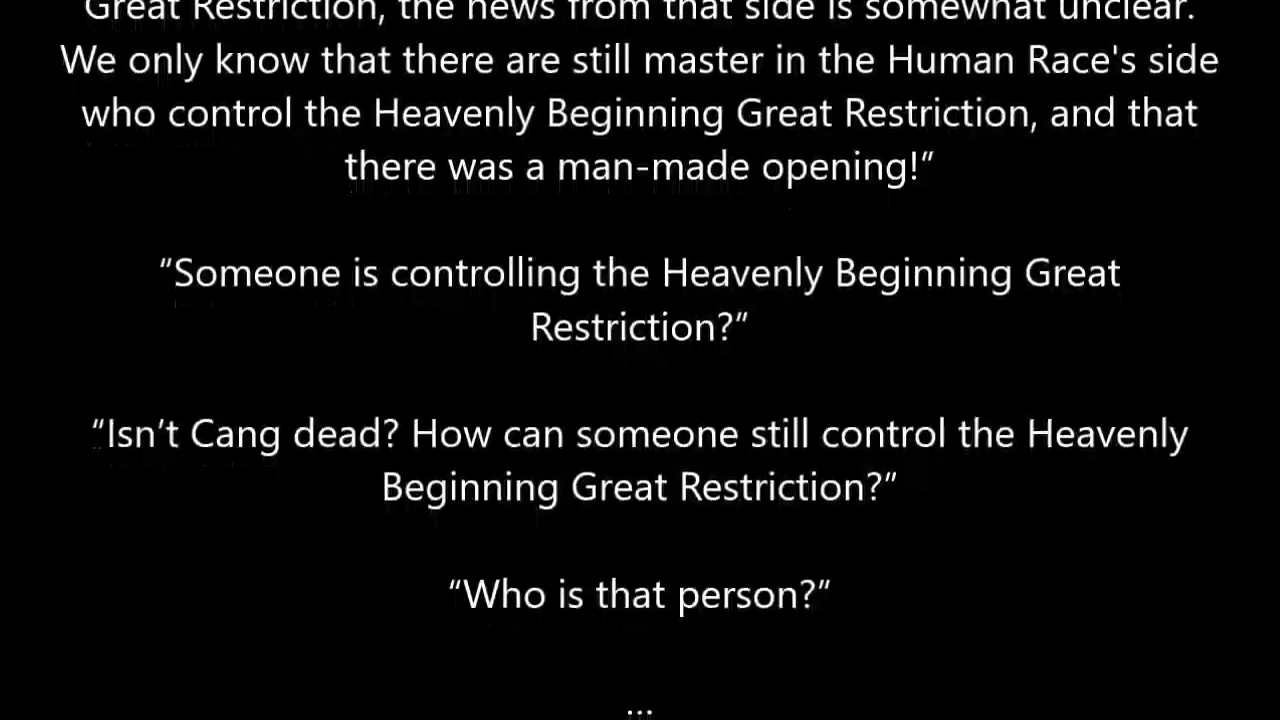 Great Restriction, the news from that side is somewhat unclear.
We only know that there are still master in the Human Race's side
who control the Heavenly Beginning Great Restriction, and that
there was a man-made opening!”
“Someone is controlling the Heavenly Beginning Great
Restriction?”
“Isn’t Cang dead? How can someone still control the Heavenly
Beginning Great Restriction?”
“Who is that person?”
...